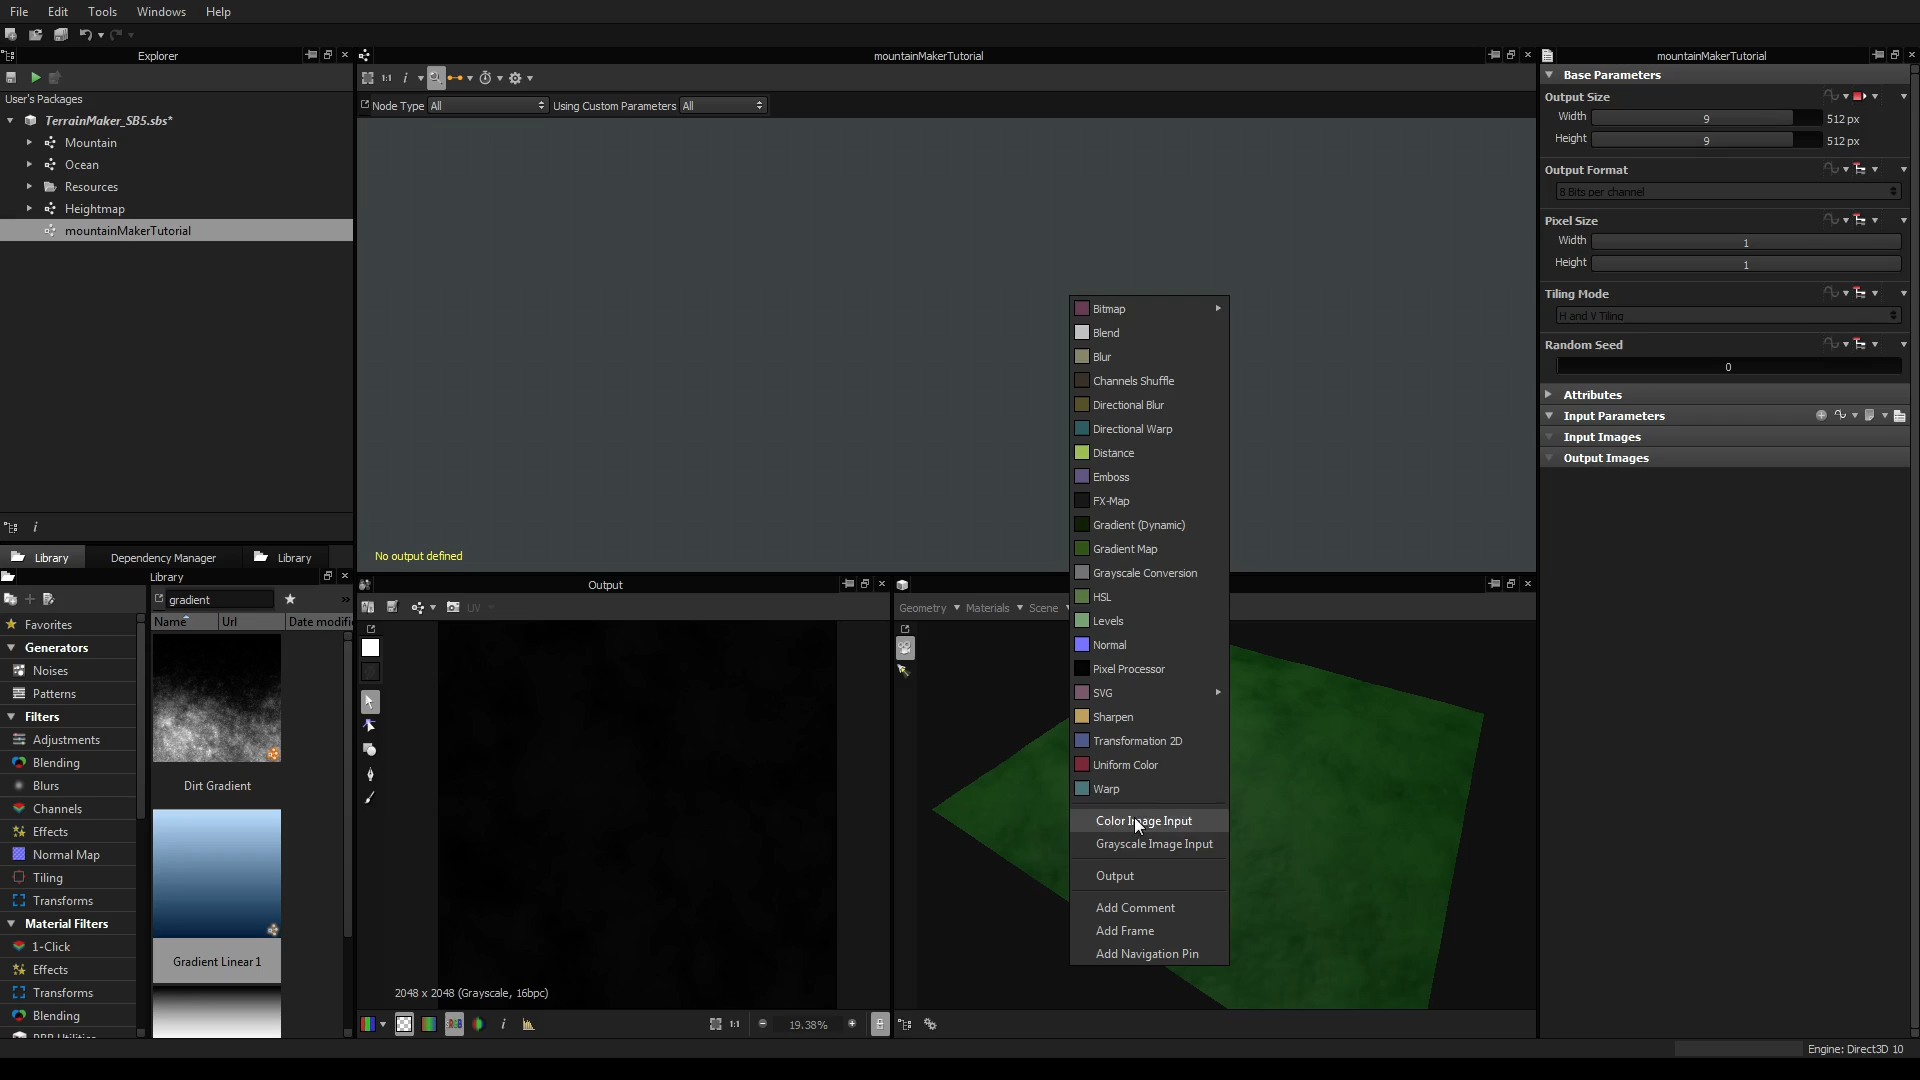 File Edit Tools Windows Help
Explorer
mountainMakerTutorial
mountainMakerTutorial
1:1 i
Node Type All Using Custom Parameters All
User's Packages
TerrainMaker_SB5.sbs*
Mountain
Ocean
Resources
Heightmap
mountainMakerTutorial
Base Parameters
Output Size
Width 9 512 px
Height 9 512 px
Output Format
8 Bits per channel
Pixel Size
Width 1
Height 1
Tiling Mode
H and V Tiling
Random Seed
0
Attributes
Input Parameters
Input Images
Output Images
Bitmap
Blend
Blur
Channels Shuffle
Directional Blur
Directional Warp
Distance
Emboss
FX-Map
Gradient (Dynamic)
Gradient Map
Grayscale Conversion
HSL
Levels
Normal
Pixel Processor
SVG
Sharpen
Transformation 2D
Uniform Color
Warp
Color Image Input
Grayscale Image Input
Output
Add Comment
Add Frame
Add Navigation Pin
No output defined
i
Library Dependency Manager Library
Library
gradient
Name Url Date modifi
Favorites
Generators
Noises
Patterns
Filters
Adjustments
Blending
Blurs
Channels
Effects
Normal Map
Tiling
Transforms
Material Filters
1-Click
Effects
Transforms
Blending
Dirt Gradient
Gradient Linear 1
Output
UV
2048 x 2048 (Grayscale, 16bpc)
i 1:1 19.38%
Geometry Materials Scene
Engine: Direct3D 10